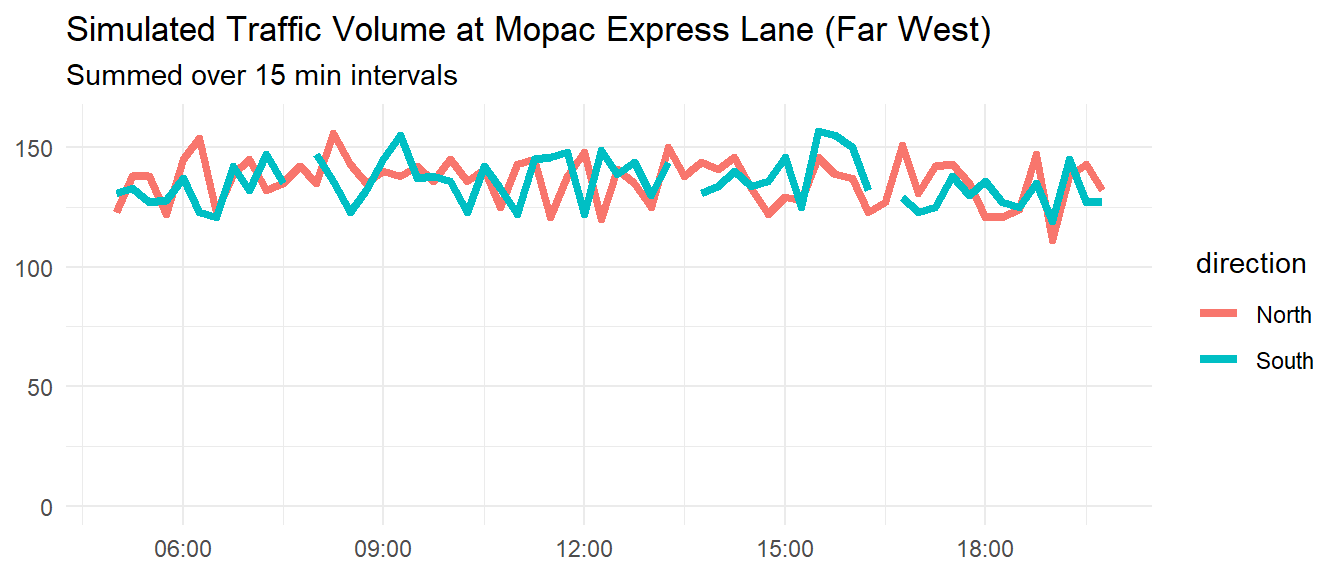 Simulated Traffic Volume at Mopac Express Lane (Far West)
Summed over 15 min intervals
150
100
50
0
06:00 09:00 12:00 15:00 18:00
direction
North
South